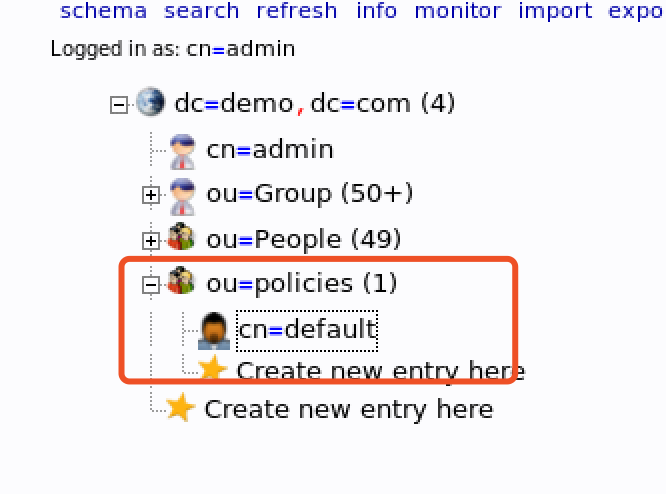 schema search refresh info monitor import expo
Logged in as: cn=admin
dc=demo,dc=com (4)
cn=admin
ou=Group (50+)
ou=People (49)
ou=policies (1)
cn=default
Create new entry here
Create new entry here